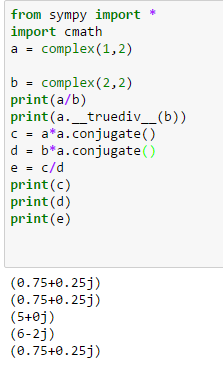 from sympy import *
import cmath
a = complex(1,2)
b = complex(2,2)
print(a/b)
print(a.__truediv__(b))
c = a*a.conjugate()
d = b*a.conjugate()
e = c/d
print(c)
print(d)
print(e)
(0.75+0.25j)
(0.75+0.25j)
(5+0j)
(6-2j)
(0.75+0.25j)